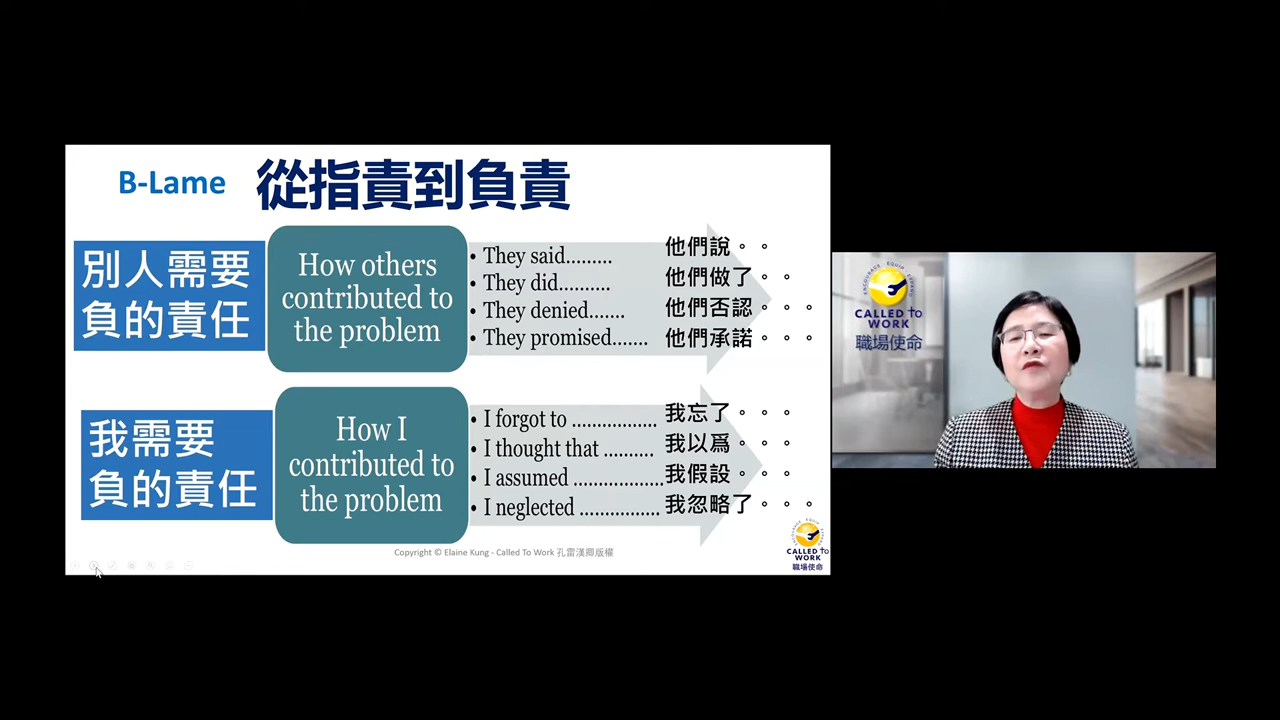 B-Lame 從指責到負責
別人需要
負的責任
How others
contributed to
the problem
• They said.........
• They did..........
• They denied.......
• They promised.......
他們說。。
他們做了。。
他們否認。。。
他們承諾。。。
我需要
負的責任
How I
contributed to
the problem
• I forgot to ................
• I thought that ..........
• I assumed ..................
• I neglected ................
我忘了。。。
我以爲。。。
我假設。。。
我忽略了。。。
Copyright © Elaine Kung - Called To Work 孔雷漢卿版權
CALLED to
WORK
職場使命
ENCOURAGE EQUIP EXPAND
CALLED to
WORK
職場使命